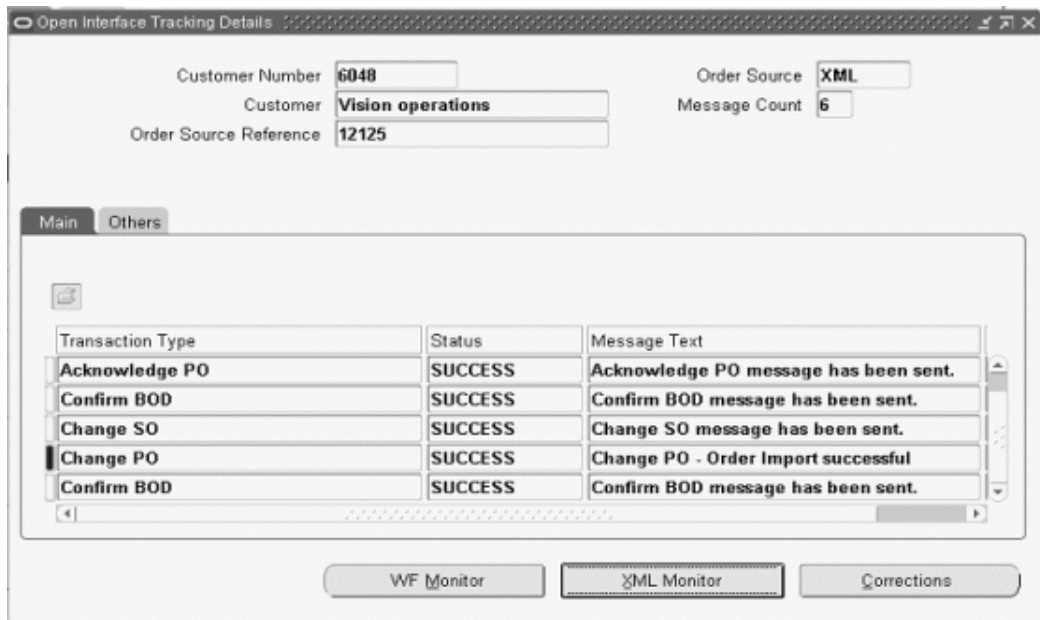 Open Interface Tracking Details
Customer Number 6048 Order Source XML
Customer Vision operations Message Count 6
Order Source Reference 12125
Main Others
Transaction Type Status Message Text
Acknowledge PO SUCCESS Acknowledge PO message has been sent.
Confirm BOD SUCCESS Confirm BOD message has been sent.
Change SO SUCCESS Change SO message has been sent.
Change PO SUCCESS Change PO - Order Import successful
Confirm BOD SUCCESS Confirm BOD message has been sent.
WF Monitor XML Monitor Corrections